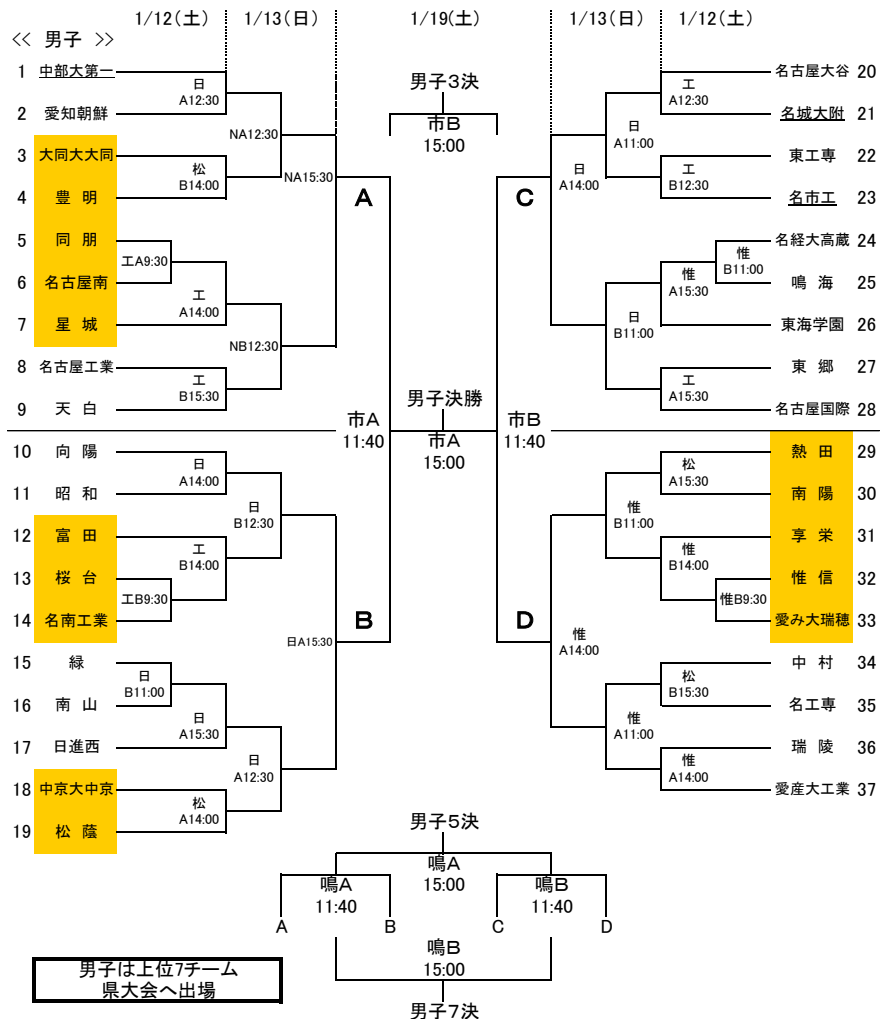 1/12(土)
1/13(日)
1/19(土)
1/13(日)
1/12(土)
<< 男子 >>
男子3決
市B
15:00
1 中部大第一
2 愛知朝鮮
3 大同大大同
4 豊 明
5 同 朋
6 名古屋南
7 星 城
8 名古屋工業
9 天 白
10 向 陽
11 昭 和
12 富 田
13 桜 台
14 名南工業
15 緑
16 南 山
17 日進西
18 中京大中京
19 松 蔭
日
A12:30
松
B14:00
工A9:30
工
A14:00
工
B15:30
日
A14:00
工
B14:00
工B9:30
日
B11:00
日
A15:30
松
A14:00
NA12:30
NB12:30
日
B12:30
日
A12:30
NA15:30
日A15:30
A
B
市A
11:40
男子決勝
市A
15:00
市B
11:40
C
D
日
A14:00
惟
A14:00
日
A11:00
日
B11:00
惟
B11:00
惟
A11:00
工
A12:30
工
B12:30
惟
B11:00
惟
A15:30
工
A15:30
松
A15:30
惟
B14:00
惟B9:30
松
B15:30
惟
A14:00
名古屋大谷 20
名城大附 21
東工専 22
名市工 23
名経大高蔵 24
鳴 海 25
東海学園 26
東 郷 27
名古屋国際 28
熱 田 29
南 陽 30
享 栄 31
惟 信 32
愛み大瑞穂 33
中 村 34
名工専 35
瑞 陵 36
愛産大工業 37
男子5決
鳴A
15:00
鳴A
11:40
鳴B
11:40
A
B
C
D
鳴B
15:00
男子7決
男子は上位7チーム
県大会へ出場